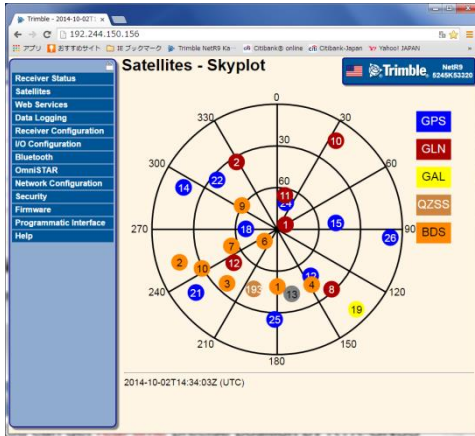 Trimble - 2014-10-02T1
192.244.150.156
アプリ おすすめサイト IE ブックマーク Trimble NetR9 Ka Citibank® online Citibank-Japan Yahoo! JAPAN
Receiver Status
Satellites
Web Services
Data Logging
Receiver Configuration
I/O Configuration
Bluetooth
OmniSTAR
Network Configuration
Security
Firmware
Programmatic Interface
Help
Satellites - Skyplot
Trimble. NetR9
5245K53320
0
330 30
10
30
2
300 60
22
14
60
11
24
9
GPS
GLN
GAL
QZSS
BDS
270 18 1 15 90
26
6
7
2 12
10
3 193 1 13 4 8
21
240 120
19
25
210 150
180
2014-10-02T14:34:03Z (UTC)